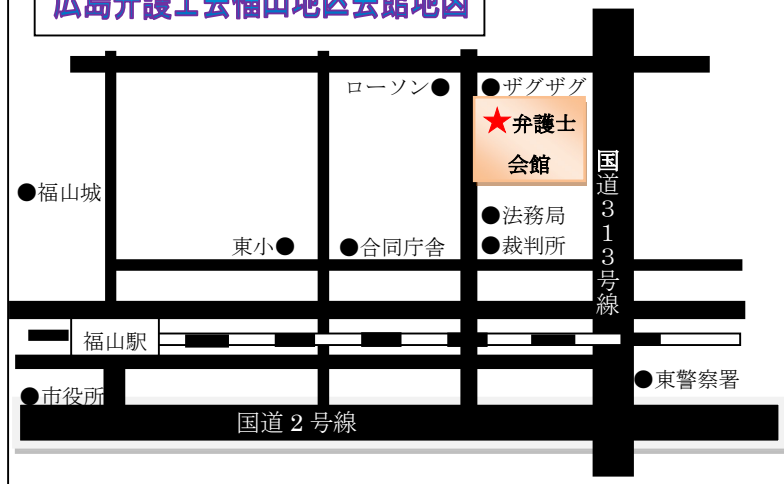 広島弁護士会福山地区会館地図
ローソン●
●ザグザグ
★弁護士
会館
国道313号線
●福山城
●法務局
東小●
●合同庁舎
●裁判所
福山駅
●東警察署
●市役所
国道2号線